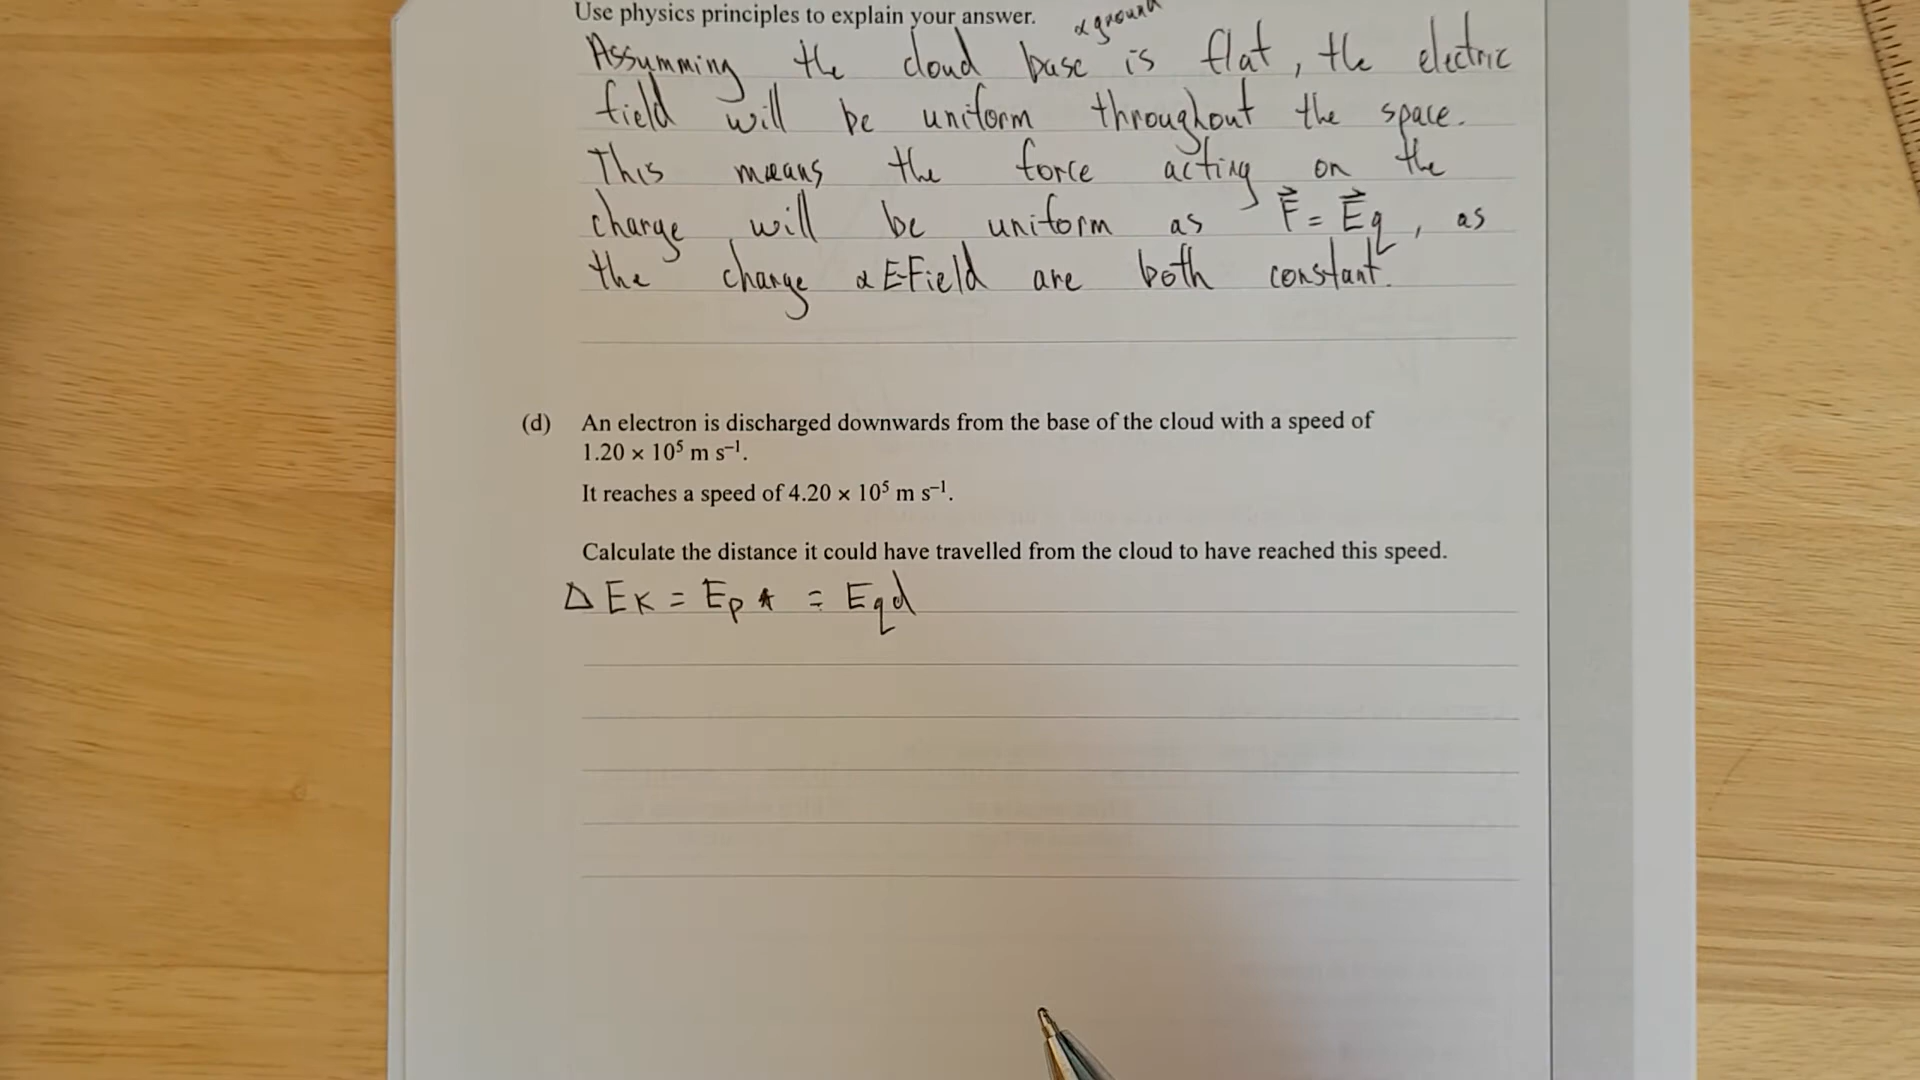 Use physics principles to explain your answer.
& ground
Assumming the cloud base is flat, the electric
field will be uniform throughout the space.
This means the force acting on the
charge will be uniform as F⃗ = E⃗q, as
the charge & E-Field are both constant.
(d) An electron is discharged downwards from the base of the cloud with a speed of
1.20 × 10⁵ m s⁻¹.
It reaches a speed of 4.20 × 10⁵ m s⁻¹.
Calculate the distance it could have travelled from the cloud to have reached this speed.
Δ EK = Ep = Eqd